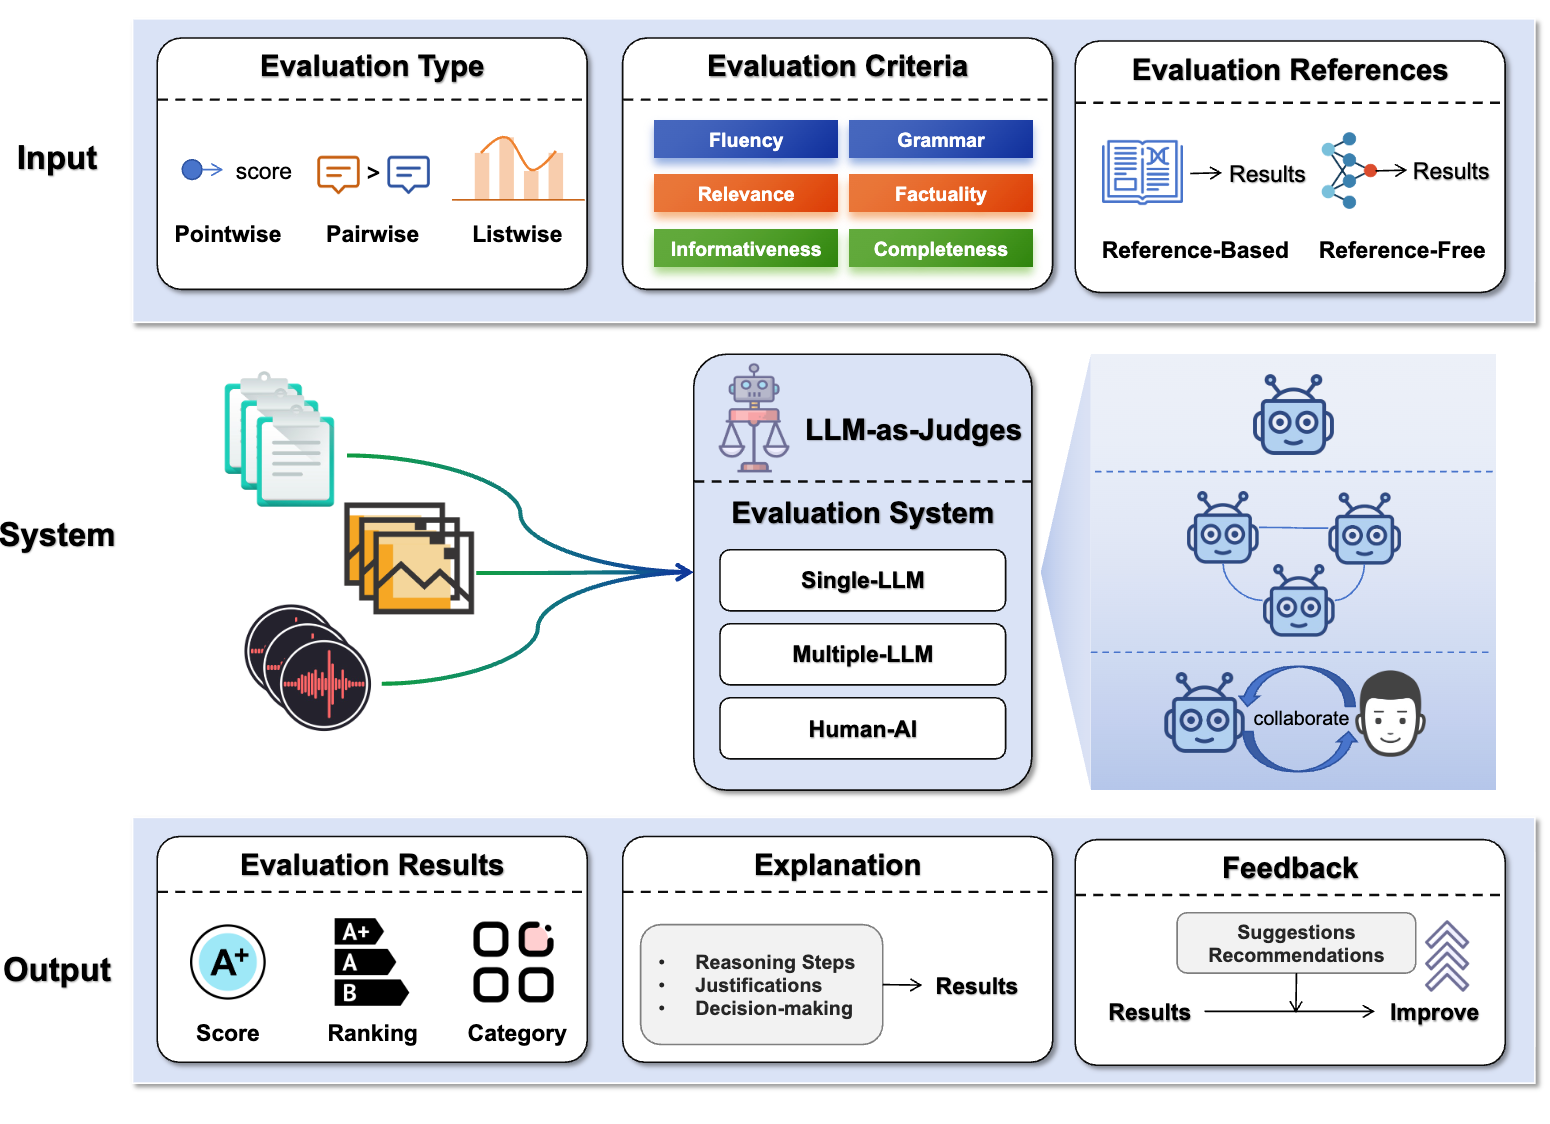 Input
Evaluation Type
score
>
Pointwise
Pairwise
Listwise
Evaluation Criteria
Fluency
Grammar
Relevance
Factuality
Informativeness
Completeness
Evaluation References
Results
Results
Reference-Based
Reference-Free
System
LLM-as-Judges
Evaluation System
Single-LLM
Multiple-LLM
Human-AI
collaborate
Output
Evaluation Results
A+
A+
A
B
Score
Ranking
Category
Explanation
• Reasoning Steps
• Justifications
• Decision-making
Results
Feedback
Suggestions
Recommendations
Results
Improve